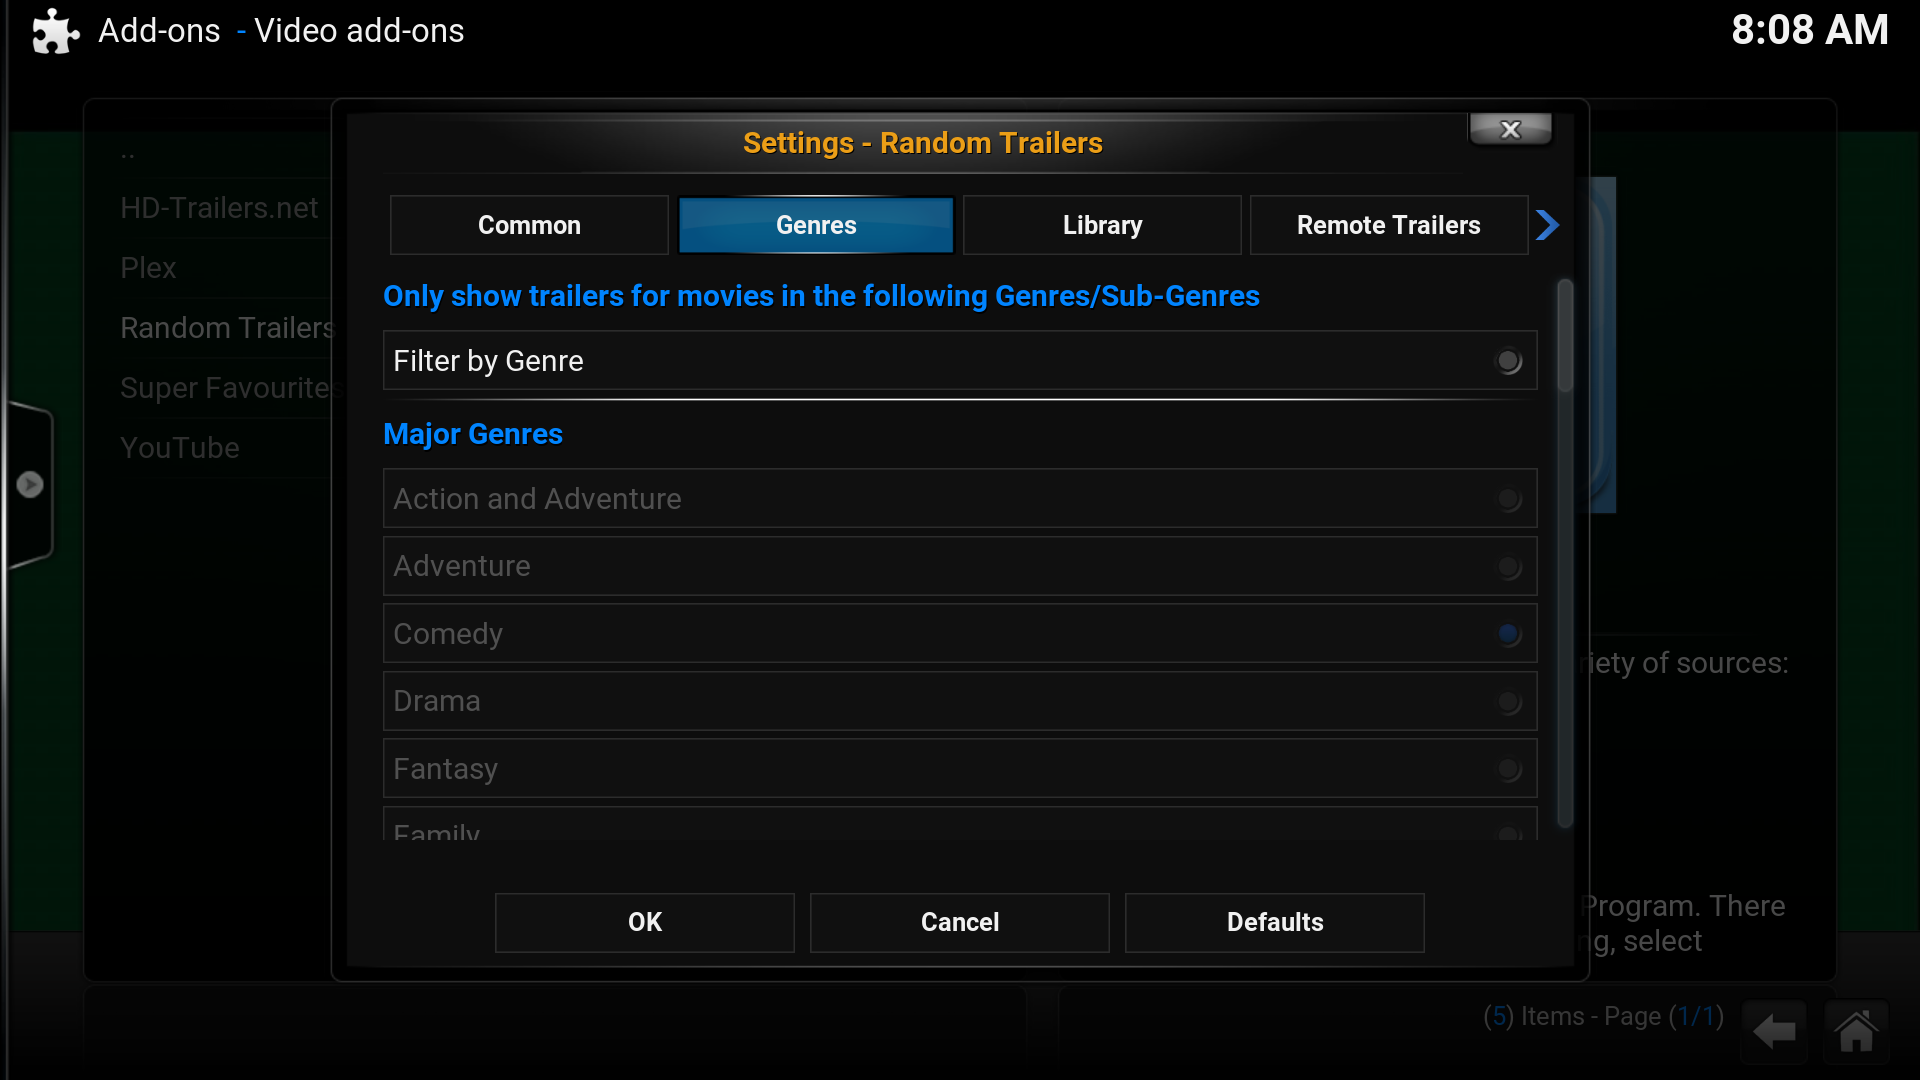 Add-ons - Video add-ons
8:08 AM
..
HD-Trailers.net
Plex
Random Trailers
Super Favourites
YouTube
Settings - Random Trailers
X
Common
Genres
Library
Remote Trailers
Only show trailers for movies in the following Genres/Sub-Genres
Filter by Genre
Major Genres
Action and Adventure
Adventure
Comedy
Drama
Fantasy
Family
OK
Cancel
Defaults
riety of sources:
Program. There
ng, select
(5) Items - Page (1/1)